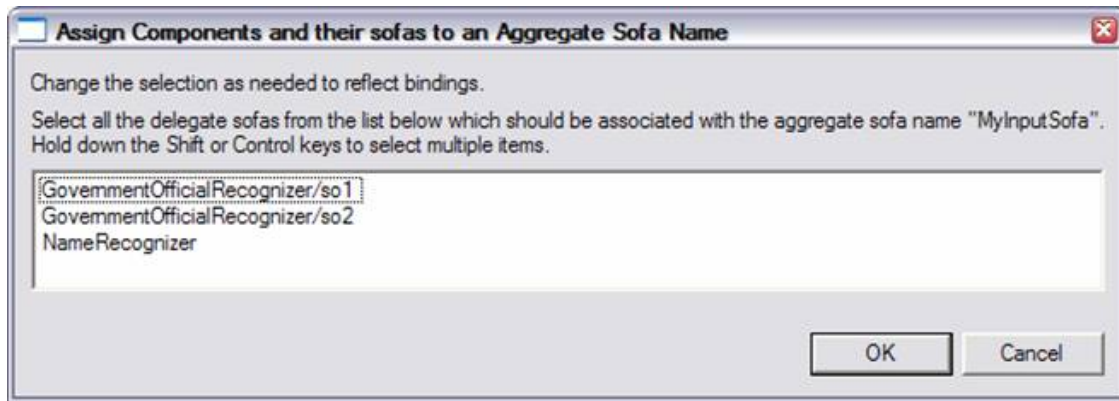 Assign Components and their sofas to an Aggregate Sofa Name
Change the selection as needed to reflect bindings.
Select all the delegate sofas from the list below which should be associated with the aggregate sofa name "MyInputSofa".
Hold down the Shift or Control keys to select multiple items.
GovernmentOfficialRecognizer/so1
GovernmentOfficialRecognizer/so2
NameRecognizer
OK
Cancel